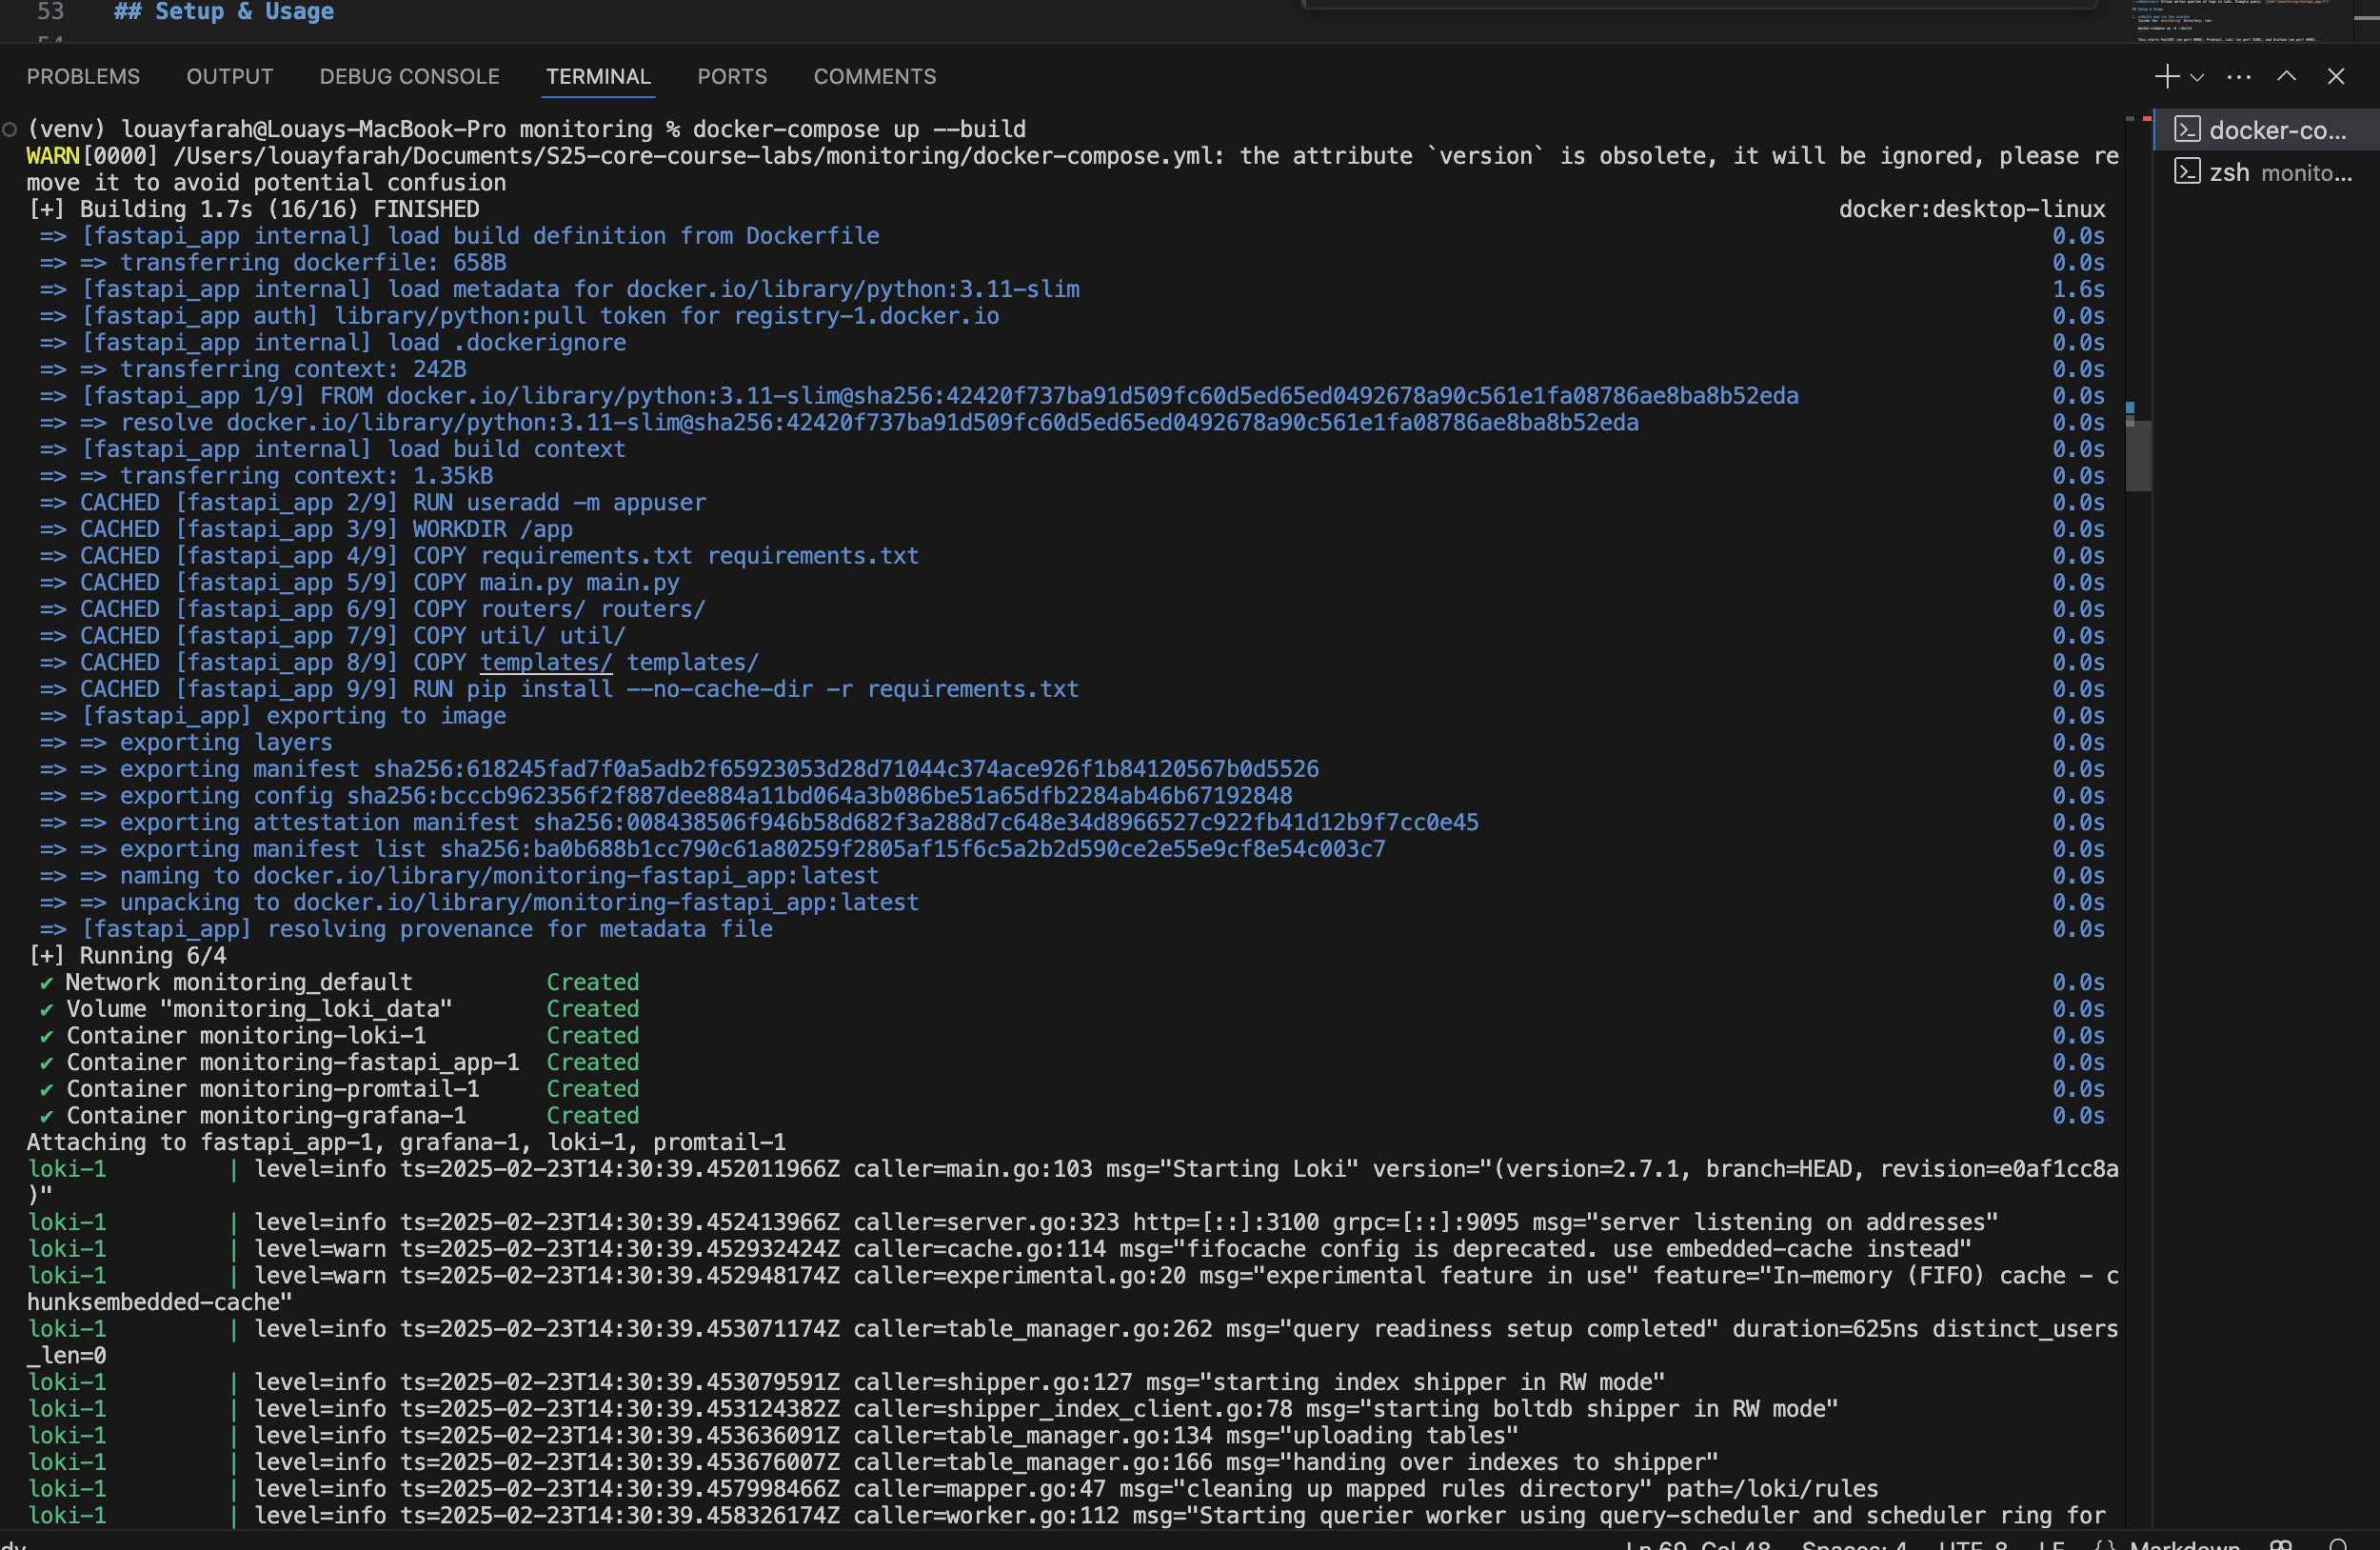 53 ## Setup & Usage
54
PROBLEMS OUTPUT DEBUG CONSOLE TERMINAL PORTS COMMENTS
(venv) louayfarah@Louays-MacBook-Pro monitoring % docker-compose up --build
WARN[0000] /Users/louayfarah/Documents/S25-core-course-labs/monitoring/docker-compose.yml: the attribute `version` is obsolete, it will be ignored, please re
move it to avoid potential confusion
[+] Building 1.7s (16/16) FINISHED docker:desktop-linux
=> [fastapi_app internal] load build definition from Dockerfile 0.0s
=> => transferring dockerfile: 658B 0.0s
=> [fastapi_app internal] load metadata for docker.io/library/python:3.11-slim 1.6s
=> [fastapi_app auth] library/python:pull token for registry-1.docker.io 0.0s
=> [fastapi_app internal] load .dockerignore 0.0s
=> => transferring context: 242B 0.0s
=> [fastapi_app 1/9] FROM docker.io/library/python:3.11-slim@sha256:42420f737ba91d509fc60d5ed65ed0492678a90c561e1fa08786ae8ba8b52eda 0.0s
=> => resolve docker.io/library/python:3.11-slim@sha256:42420f737ba91d509fc60d5ed65ed0492678a90c561e1fa08786ae8ba8b52eda 0.0s
=> [fastapi_app internal] load build context 0.0s
=> => transferring context: 1.35kB 0.0s
=> CACHED [fastapi_app 2/9] RUN useradd -m appuser 0.0s
=> CACHED [fastapi_app 3/9] WORKDIR /app 0.0s
=> CACHED [fastapi_app 4/9] COPY requirements.txt requirements.txt 0.0s
=> CACHED [fastapi_app 5/9] COPY main.py main.py 0.0s
=> CACHED [fastapi_app 6/9] COPY routers/ routers/ 0.0s
=> CACHED [fastapi_app 7/9] COPY util/ util/ 0.0s
=> CACHED [fastapi_app 8/9] COPY templates/ templates/ 0.0s
=> CACHED [fastapi_app 9/9] RUN pip install --no-cache-dir -r requirements.txt 0.0s
=> [fastapi_app] exporting to image 0.0s
=> => exporting layers 0.0s
=> => exporting manifest sha256:618245fad7f0a5adb2f65923053d28d71044c374ace926f1b84120567b0d5526 0.0s
=> => exporting config sha256:bcccb962356f2f887dee884a11bd064a3b086be51a65dfb2284ab46b67192848 0.0s
=> => exporting attestation manifest sha256:008438506f946b58d682f3a288d7c648e34d8966527c922fb41d12b9f7cc0e45 0.0s
=> => exporting manifest list sha256:ba0b688b1cc790c61a80259f2805af15f6c5a2b2d590ce2e55e9cf8e54c003c7 0.0s
=> => naming to docker.io/library/monitoring-fastapi_app:latest 0.0s
=> => unpacking to docker.io/library/monitoring-fastapi_app:latest 0.0s
=> [fastapi_app] resolving provenance for metadata file 0.0s
[+] Running 6/4
✔ Network monitoring_default Created 0.0s
✔ Volume "monitoring_loki_data" Created 0.0s
✔ Container monitoring-loki-1 Created 0.0s
✔ Container monitoring-fastapi_app-1 Created 0.0s
✔ Container monitoring-promtail-1 Created 0.0s
✔ Container monitoring-grafana-1 Created 0.0s
Attaching to fastapi_app-1, grafana-1, loki-1, promtail-1
loki-1 | level=info ts=2025-02-23T14:30:39.452011966Z caller=main.go:103 msg="Starting Loki" version="(version=2.7.1, branch=HEAD, revision=e0af1cc8a
)"
loki-1 | level=info ts=2025-02-23T14:30:39.452413966Z caller=server.go:323 http=[::]:3100 grpc=[::]:9095 msg="server listening on addresses"
loki-1 | level=warn ts=2025-02-23T14:30:39.452932424Z caller=cache.go:114 msg="fifocache config is deprecated. use embedded-cache instead"
loki-1 | level=warn ts=2025-02-23T14:30:39.452948174Z caller=experimental.go:20 msg="experimental feature in use" feature="In-memory (FIFO) cache - c
hunksembedded-cache"
loki-1 | level=info ts=2025-02-23T14:30:39.453071174Z caller=table_manager.go:262 msg="query readiness setup completed" duration=625ns distinct_users
_len=0
loki-1 | level=info ts=2025-02-23T14:30:39.453079591Z caller=shipper.go:127 msg="starting index shipper in RW mode"
loki-1 | level=info ts=2025-02-23T14:30:39.453124382Z caller=shipper_index_client.go:78 msg="starting boltdb shipper in RW mode"
loki-1 | level=info ts=2025-02-23T14:30:39.453636091Z caller=table_manager.go:134 msg="uploading tables"
loki-1 | level=info ts=2025-02-23T14:30:39.453676007Z caller=table_manager.go:166 msg="handing over indexes to shipper"
loki-1 | level=info ts=2025-02-23T14:30:39.457998466Z caller=mapper.go:47 msg="cleaning up mapped rules directory" path=/loki/rules
loki-1 | level=info ts=2025-02-23T14:30:39.458326174Z caller=worker.go:112 msg="Starting querier worker using query-scheduler and scheduler ring for
docker-co...
zsh monito...
Ln 69, Col 48 Spaces: 4 UTF-8 LF {} Markdown